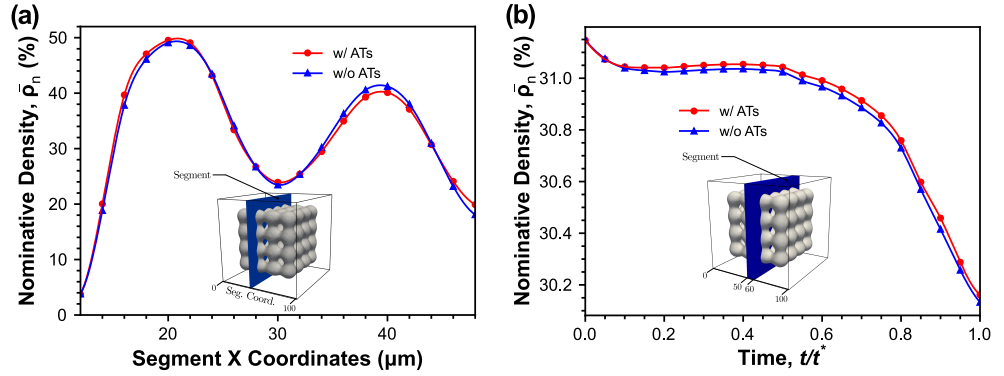 (a)
Nominative Density, ρ̄n (%)
50
40
30
20
10
0
w/ ATs
w/o ATs
Segment
0
Seg. Coord.
100
20
30
40
Segment X Coordinates (μm)
(b)
Nominative Density, ρ̄n (%)
31.0
30.8
30.6
30.4
30.2
w/ ATs
w/o ATs
Segment
0
50
60
100
0.0
0.2
0.4
0.6
0.8
1.0
Time, t/t*